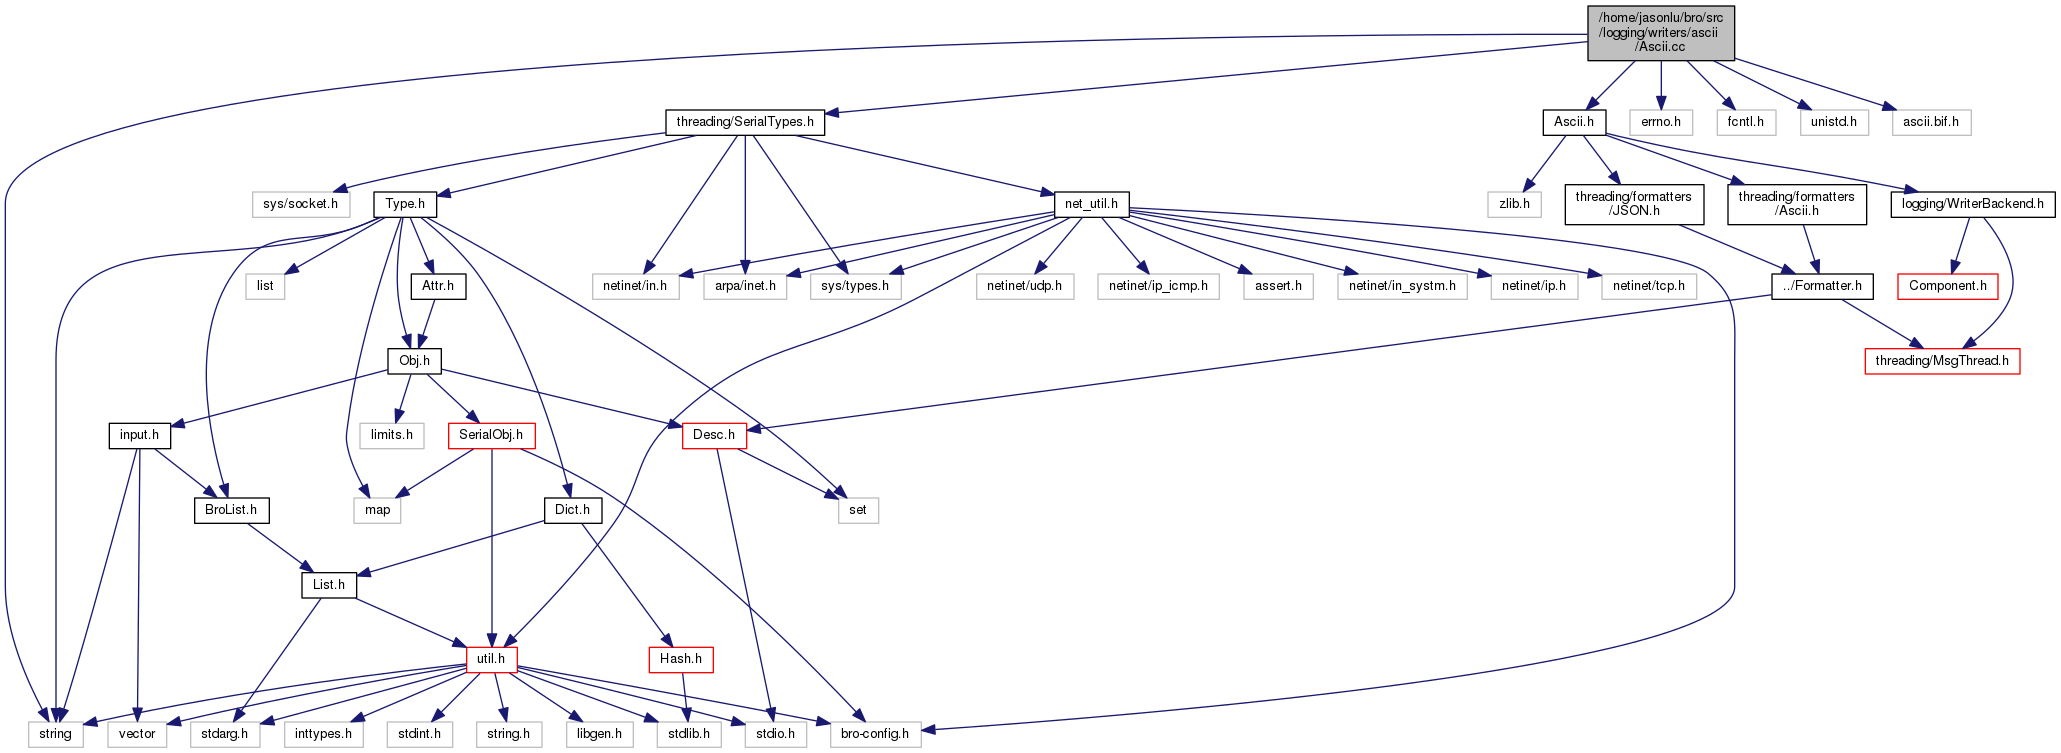 /home/jasonlu/bro/src
/logging/writers/ascii
/Ascii.cc
threading/SerialTypes.h
Ascii.h
errno.h
fcntl.h
unistd.h
ascii.bif.h
sys/socket.h
Type.h
net_util.h
zlib.h
threading/formatters
/JSON.h
threading/formatters
/Ascii.h
logging/WriterBackend.h
list
Attr.h
netinet/in.h
arpa/inet.h
sys/types.h
netinet/udp.h
netinet/ip_icmp.h
assert.h
netinet/in_systm.h
netinet/ip.h
netinet/tcp.h
../Formatter.h
Component.h
Obj.h
threading/MsgThread.h
input.h
limits.h
SerialObj.h
Desc.h
BroList.h
map
Dict.h
set
List.h
util.h
Hash.h
string
vector
stdarg.h
inttypes.h
stdint.h
string.h
libgen.h
stdlib.h
stdio.h
bro-config.h